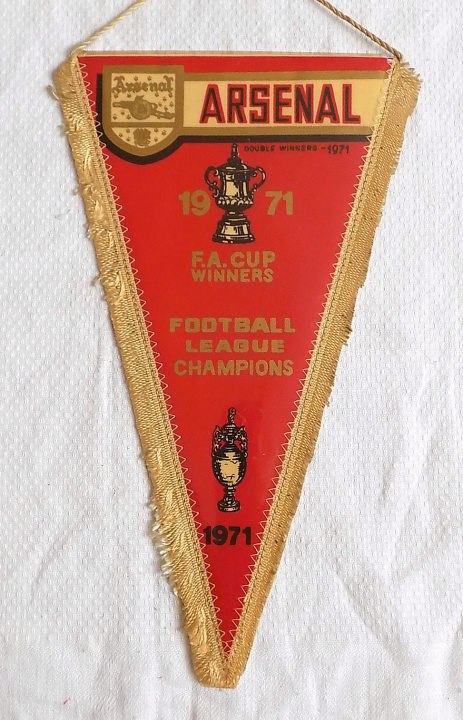 Arsenal
ARSENAL
DOUBLE WINNERS - 1971
19 71
F.A. CUP
WINNERS
FOOTBALL
LEAGUE
CHAMPIONS
1971